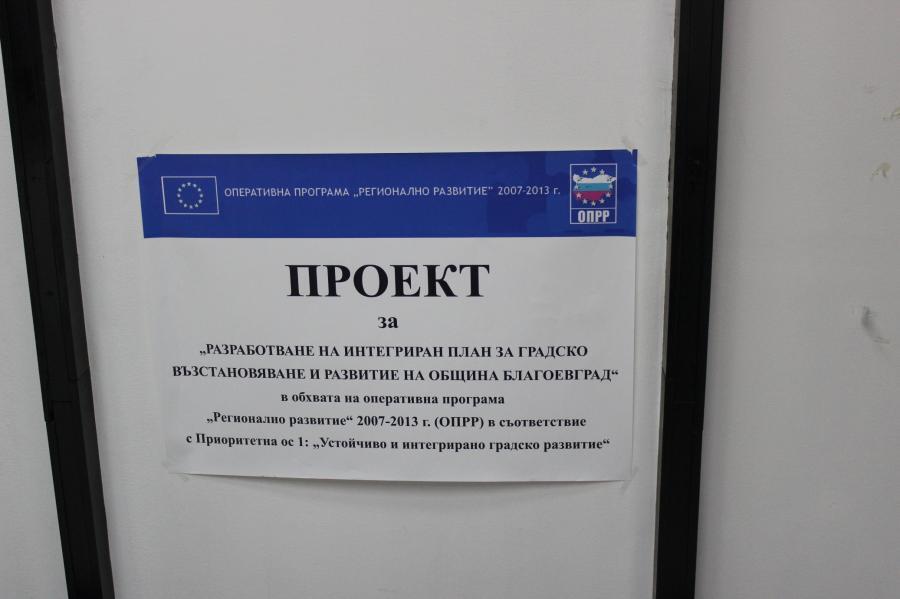 ОПЕРАТИВНА ПРОГРАМА „РЕГИОНАЛНО РАЗВИТИЕ" 2007-2013 г.
ОПРР
ПРОЕКТ
за
„РАЗРАБОТВАНЕ НА ИНТЕГРИРАН ПЛАН ЗА ГРАДСКО
ВЪЗСТАНОВЯВАНЕ И РАЗВИТИЕ НА ОБЩИНА БЛАГОЕВГРАД“
в обхвата на оперативна програма
„Регионално развитие“ 2007-2013 г. (ОПРР) в съответствие
с Приоритетна ос 1: „Устойчиво и интегрирано градско развитие“